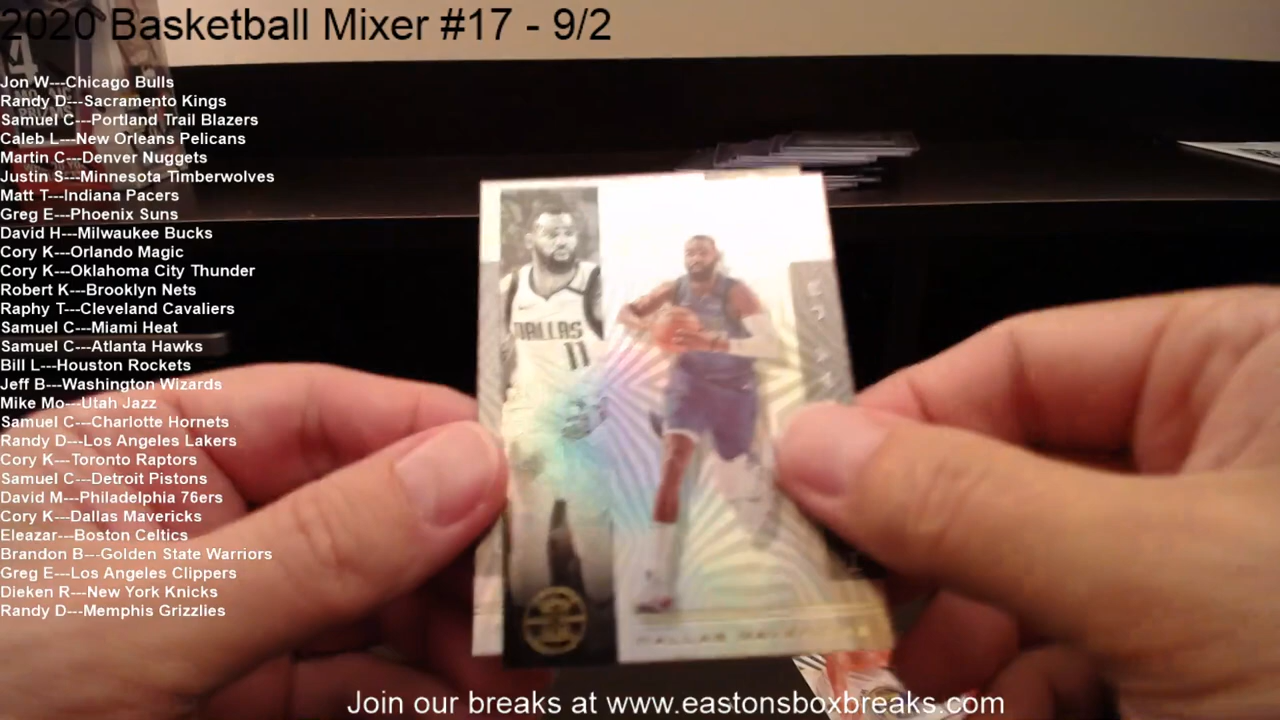 2020 Basketball Mixer #17 - 9/2
Jon W---Chicago Bulls
Randy D---Sacramento Kings
Samuel C---Portland Trail Blazers
Caleb L---New Orleans Pelicans
Martin C---Denver Nuggets
Justin S---Minnesota Timberwolves
Matt T---Indiana Pacers
Greg E---Phoenix Suns
David H---Milwaukee Bucks
Cory K---Orlando Magic
Cory K---Oklahoma City Thunder
Robert K---Brooklyn Nets
Raphy T---Cleveland Cavaliers
Samuel C---Miami Heat
Samuel C---Atlanta Hawks
Bill L---Houston Rockets
Jeff B---Washington Wizards
Mike Mo---Utah Jazz
Samuel C---Charlotte Hornets
Randy D---Los Angeles Lakers
Cory K---Toronto Raptors
Samuel C---Detroit Pistons
David M---Philadelphia 76ers
Cory K---Dallas Mavericks
Eleazar---Boston Celtics
Brandon B---Golden State Warriors
Greg E---Los Angeles Clippers
Dieken R---New York Knicks
Randy D---Memphis Grizzlies
DALLAS
11
DALLAS
Join our breaks at www.eastonsboxbreaks.com